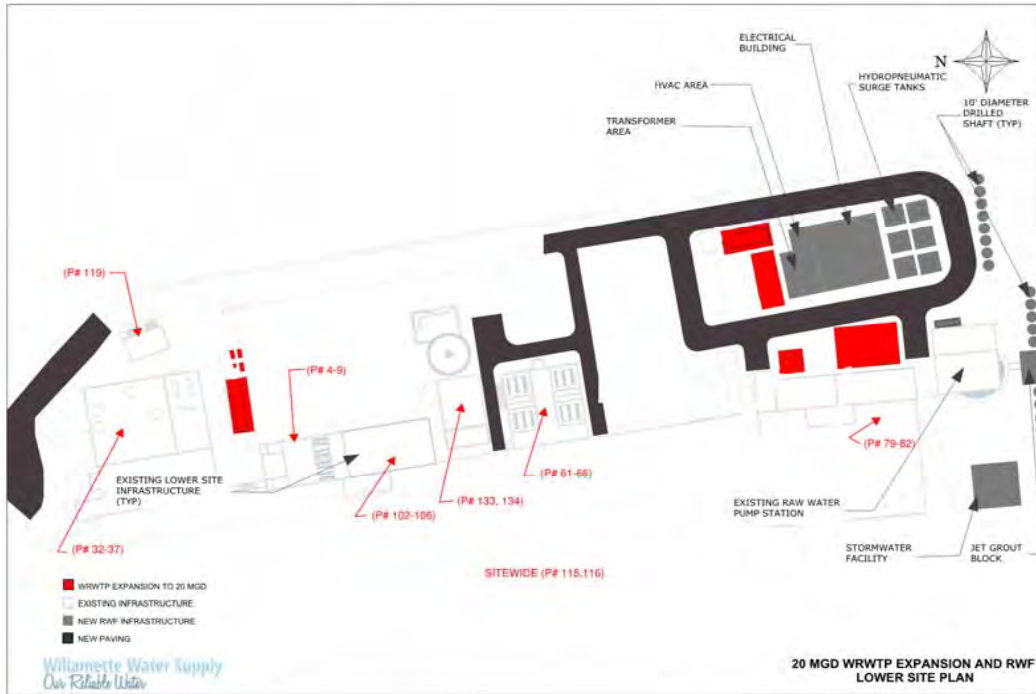 ELECTRICAL
BUILDING
N
HVAC AREA
HYDROPNEUMATIC
SURGE TANKS
10' DIAMETER
DRILLED
SHAFT (TYP)
TRANSFORMER
AREA
(P# 119)
(P# 4-9)
(P# 79-82)
EXISTING LOWER SITE
INFRASTRUCTURE
(TYP)
(P# 61-66)
(P# 133, 134)
EXISTING RAW WATER
PUMP STATION
(P# 102-106)
(P# 32-37)
STORMWATER
FACILITY
JET GROUT
BLOCK
SITEWIDE (P# 115,116)
WRWTP EXPANSION TO 20 MGD
EXISTING INFRASTRUCTURE
NEW RWF INFRASTRUCTURE
NEW PAVING
Willamette Water Supply
Our Reliable Water
20 MGD WRWTP EXPANSION AND RWF
LOWER SITE PLAN